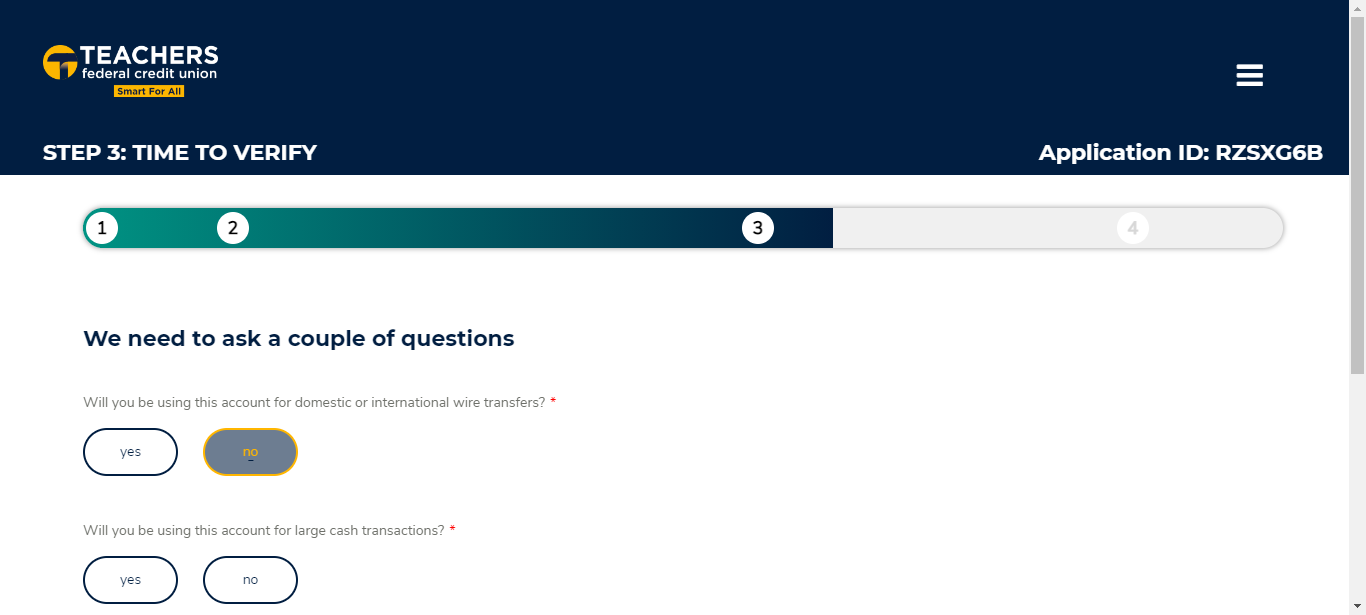 TEACHERS
federal credit union
Smart For All
STEP 3: TIME TO VERIFY
Application ID: RZSXG6B
1
2
3
4
We need to ask a couple of questions
Will you be using this account for domestic or international wire transfers? *
yes
no
Will you be using this account for large cash transactions? *
yes
no